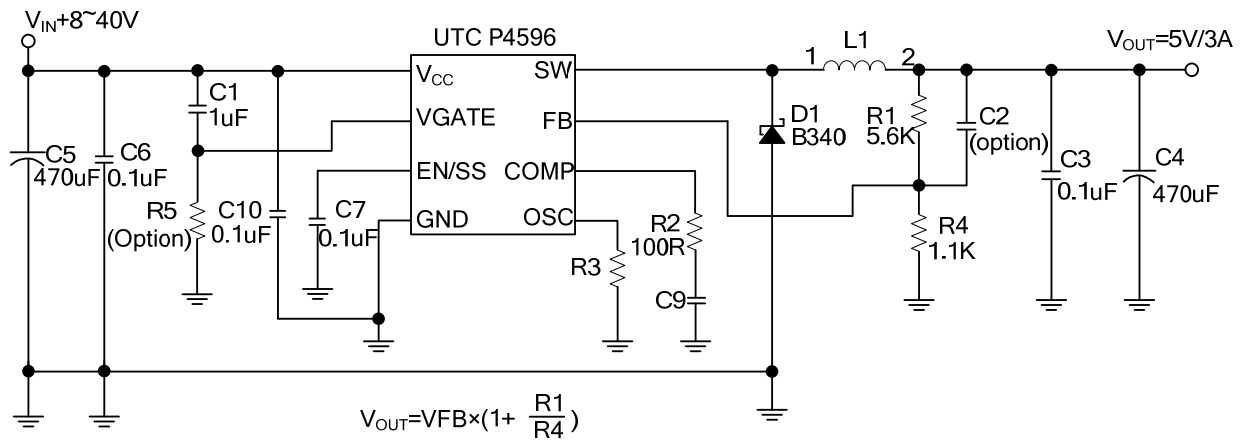 VIN+8~40V
UTC P4596
VCC
VGATE
EN/SS
GND
SW
FB
COMP
OSC
1
L1
2
VOUT=5V/3A
C1
1uF
C5
470uF
C6
0.1uF
R5
(Option)
C10
0.1uF
C7
0.1uF
R2
100R
R3
C9
D1
B340
R1
5.6K
C2
(option)
R4
1.1K
C3
0.1uF
C4
470uF
VOUT=VFB×(1+ R1/R4)